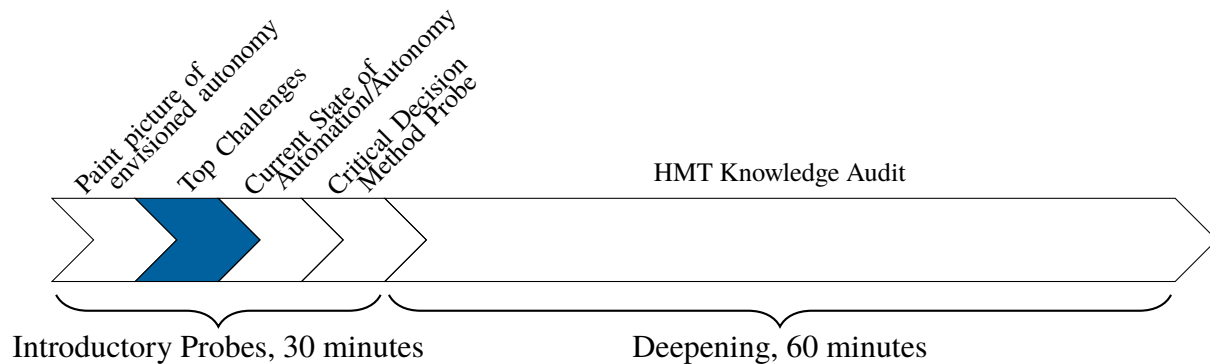 Paint picture of
envisioned autonomy
Top Challenges
Current State of
Automation/Autonomy
Critical Decision
Method Probe
HMT Knowledge Audit
Introductory Probes, 30 minutes
Deepening, 60 minutes